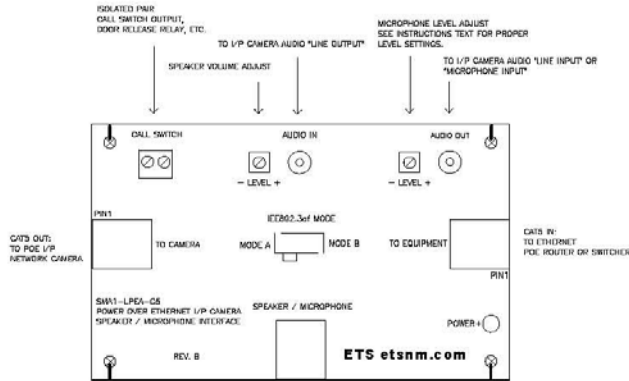 ISOLATED PAIR
CALL SWITCH OUTPUT,
DOOR RELEASE RELAY, ETC.
TO I/P CAMERA AUDIO "LINE OUTPUT"
SPEAKER VOLUME ADJUST
MICROPHONE LEVEL ADJUST
SEE INSTRUCTIONS TEXT FOR PROPER
LEVEL SETTINGS.
TO I/P CAMERA AUDIO "LINE INPUT" OR
"MICROPHONE INPUT"
CALL SWITCH
AUDIO IN
AUDIO OUT
- LEVEL +
- LEVEL +
PIN1
IEE802.3af MODE
CAT5 OUT:
TO POE I/P
NETWORK CAMERA
TO CAMERA
MODE A
MODE B
TO EQUIPMENT
CAT5 IN:
TO ETHERNET
POE ROUTER OR SWITCHER
PIN1
SMA1-LPEA-C5
POWER OVER ETHERNET I/P CAMERA
SPEAKER / MICROPHONE INTERFACE
SPEAKER / MICROPHONE
POWER+
REV. B
ETS etsnm.com